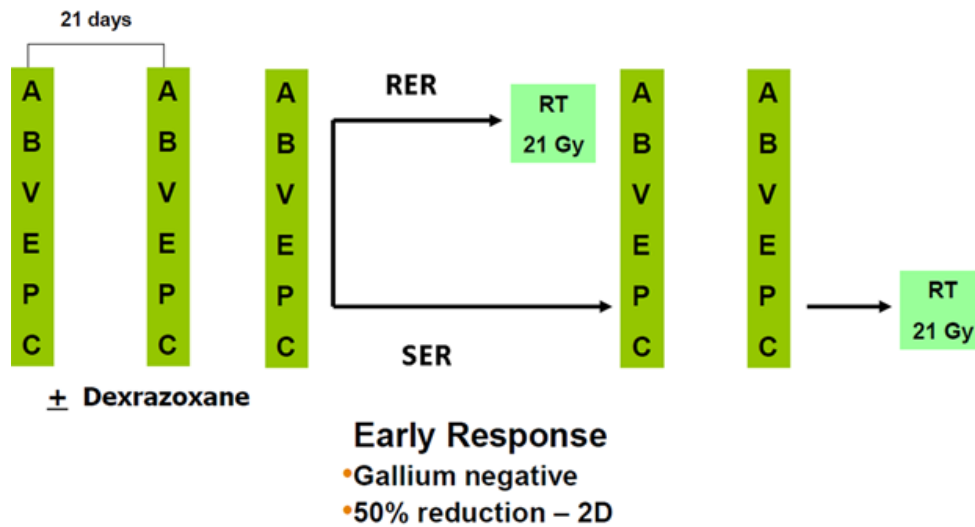 21 days
A
B
V
E
P
C
A
B
V
E
P
C
A
B
V
E
P
C
RER
SER
RT
21 Gy
A
B
V
E
P
C
A
B
V
E
P
C
RT
21 Gy
± Dexrazoxane
Early Response
•Gallium negative
•50% reduction – 2D